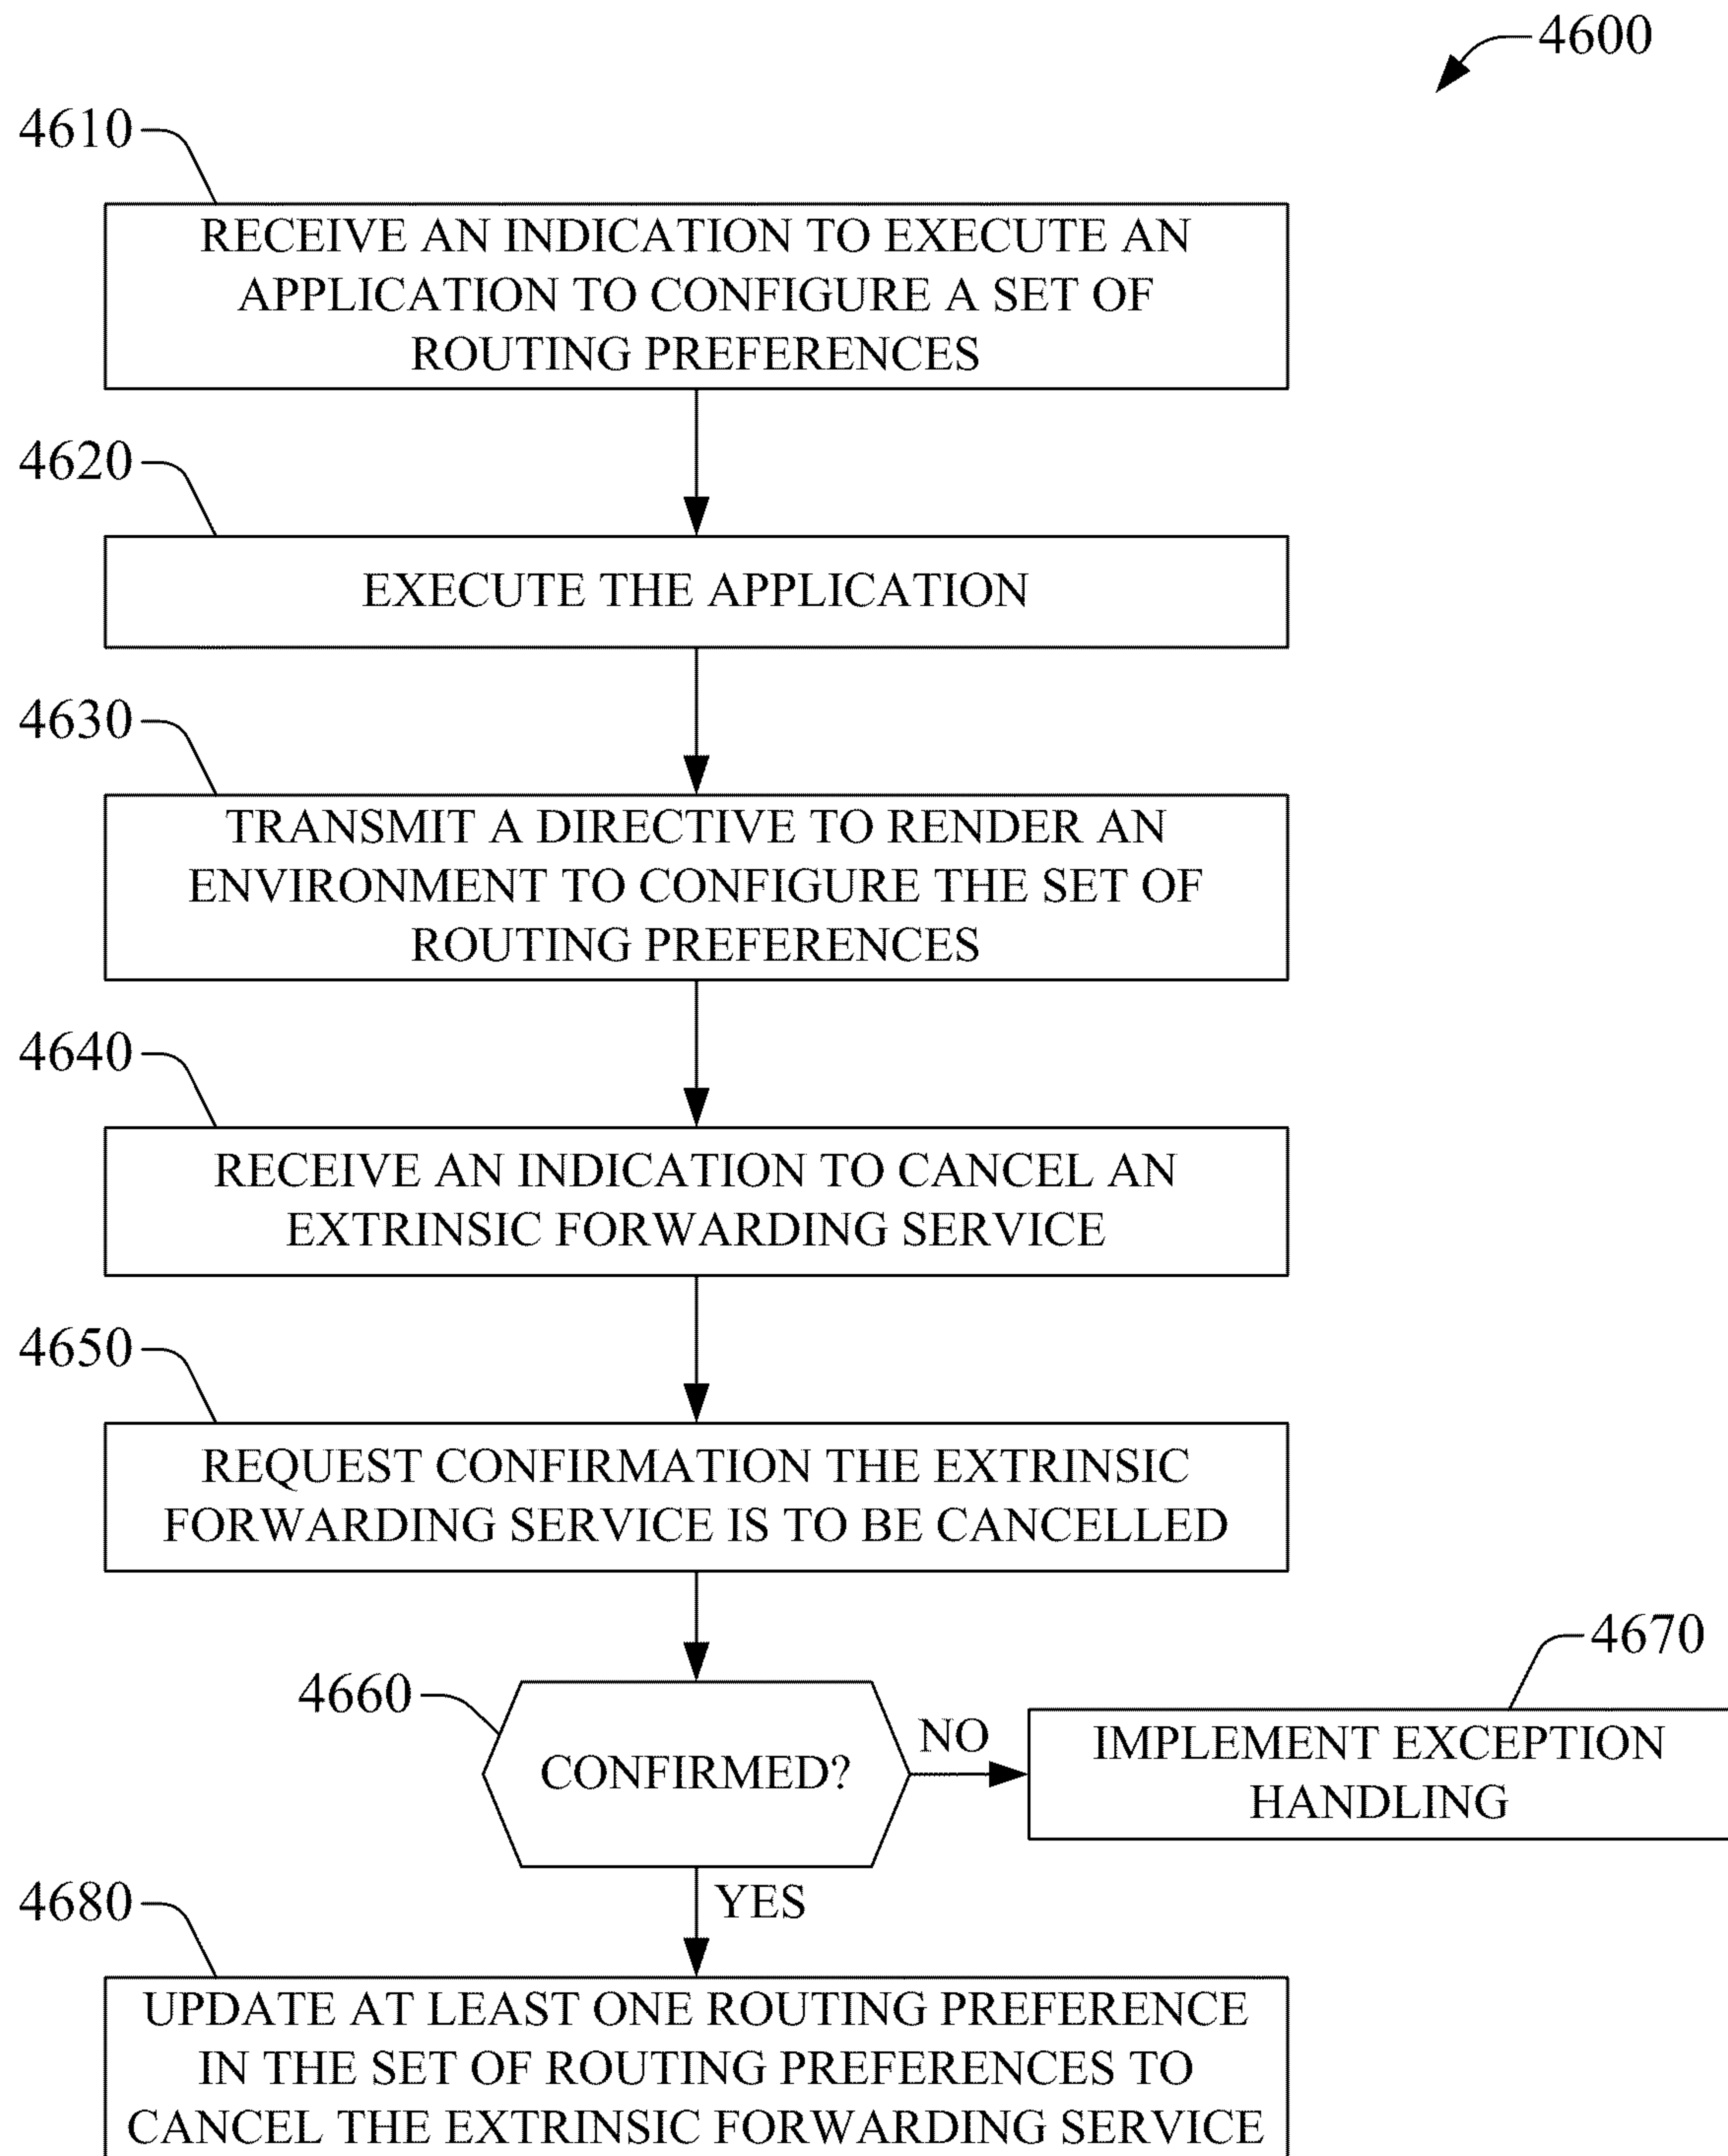 4600
4610
RECEIVE AN INDICATION TO EXECUTE AN
APPLICATION TO CONFIGURE A SET OF
ROUTING PREFERENCES
4620
EXECUTE THE APPLICATION
4630
TRANSMIT A DIRECTIVE TO RENDER AN
ENVIRONMENT TO CONFIGURE THE SET OF
ROUTING PREFERENCES
4640
RECEIVE AN INDICATION TO CANCEL AN
EXTRINSIC FORWARDING SERVICE
4650
REQUEST CONFIRMATION THE EXTRINSIC
FORWARDING SERVICE IS TO BE CANCELLED
4660
CONFIRMED?
NO
4670
IMPLEMENT EXCEPTION
HANDLING
YES
4680
UPDATE AT LEAST ONE ROUTING PREFERENCE
IN THE SET OF ROUTING PREFERENCES TO
CANCEL THE EXTRINSIC FORWARDING SERVICE